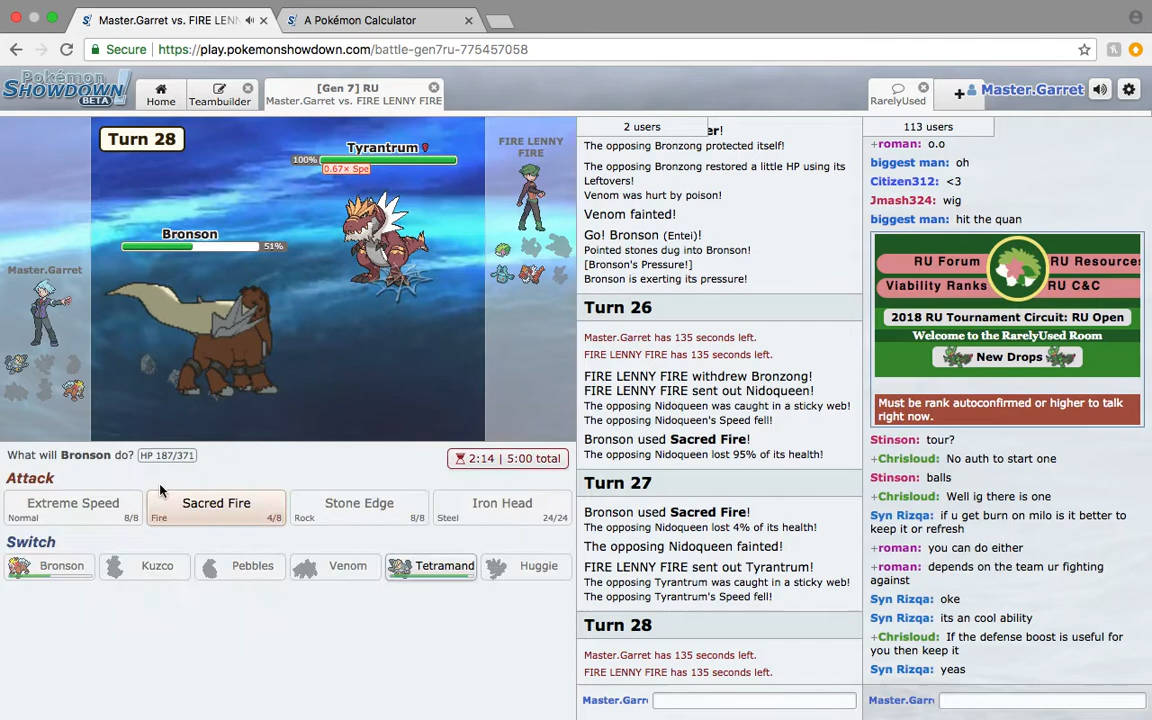 Master.Garret vs. FIRE LENN
A Pokémon Calculator
Secure
https://play.pokemonshowdown.com/battle-gen7ru-775457058
Pokémon
SHOWDOWN
BETA
Home
Teambuilder
[Gen 7] RU
Master.Garret vs. FIRE LENNY FIRE
RarelyUsed
Master.Garret
Turn 28
Tyrantrum
100%
0.67× Spe
Bronson
51%
FIRE LENNY
FIRE
Master.Garret
What will Bronson do? HP 187/371
2:14 | 5:00 total
Attack
Extreme Speed
Normal 8/8
Sacred Fire
Fire 4/8
Stone Edge
Rock 8/8
Iron Head
Steel 24/24
Switch
Bronson
Kuzco
Pebbles
Venom
Tetramand
Huggie
2 users
er!
The opposing Bronzong protected itself!
The opposing Bronzong restored a little HP using its
Leftovers!
Venom was hurt by poison!
Venom fainted!
Go! Bronson (Entei)!
Pointed stones dug into Bronson!
[Bronson's Pressure!]
Bronson is exerting its pressure!
Turn 26
Master.Garret has 135 seconds left.
FIRE LENNY FIRE has 135 seconds left.
FIRE LENNY FIRE withdrew Bronzong!
FIRE LENNY FIRE sent out Nidoqueen!
The opposing Nidoqueen was caught in a sticky web!
The opposing Nidoqueen's Speed fell!
Bronson used Sacred Fire!
The opposing Nidoqueen lost 95% of its health!
Turn 27
Bronson used Sacred Fire!
The opposing Nidoqueen lost 4% of its health!
The opposing Nidoqueen fainted!
FIRE LENNY FIRE sent out Tyrantrum!
The opposing Tyrantrum was caught in a sticky web!
The opposing Tyrantrum's Speed fell!
Turn 28
Master.Garret has 135 seconds left.
FIRE LENNY FIRE has 135 seconds left.
Master.Garr
113 users
+roman: o.o
biggest man: oh
Citizen312: <3
Jmash324: wig
biggest man: hit the quan
RU Forum
RU Resources
Viability Ranks
RU C&C
2018 RU Tournament Circuit: RU Open
Welcome to the RarelyUsed Room
New Drops
Must be rank autoconfirmed or higher to talk
right now.
Stinson: tour?
+Chrisloud: No auth to start one
Stinson: balls
+Chrisloud: Well ig there is one
Syn Rizqa: if u get burn on milo is it better to
keep it or refresh
+roman: you can do either
+roman: depends on the team ur fighting
against
Syn Rizqa: oke
Syn Rizqa: its an cool ability
+Chrisloud: If the defense boost is useful for
you then keep it
Syn Rizqa: yeas
Master.Garr